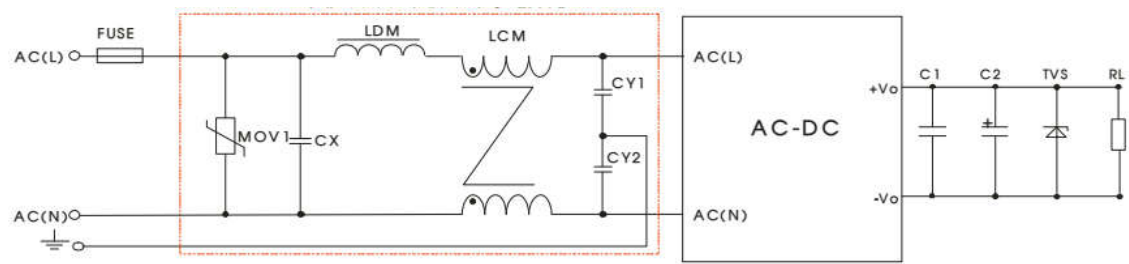 FUSE
LDM
LCM
AC(L)
AC(L)
CY1
C1
C2
TVS
RL
+Vo
+
MOV1
CX
AC-DC
CY2
AC(N)
AC(N)
-Vo